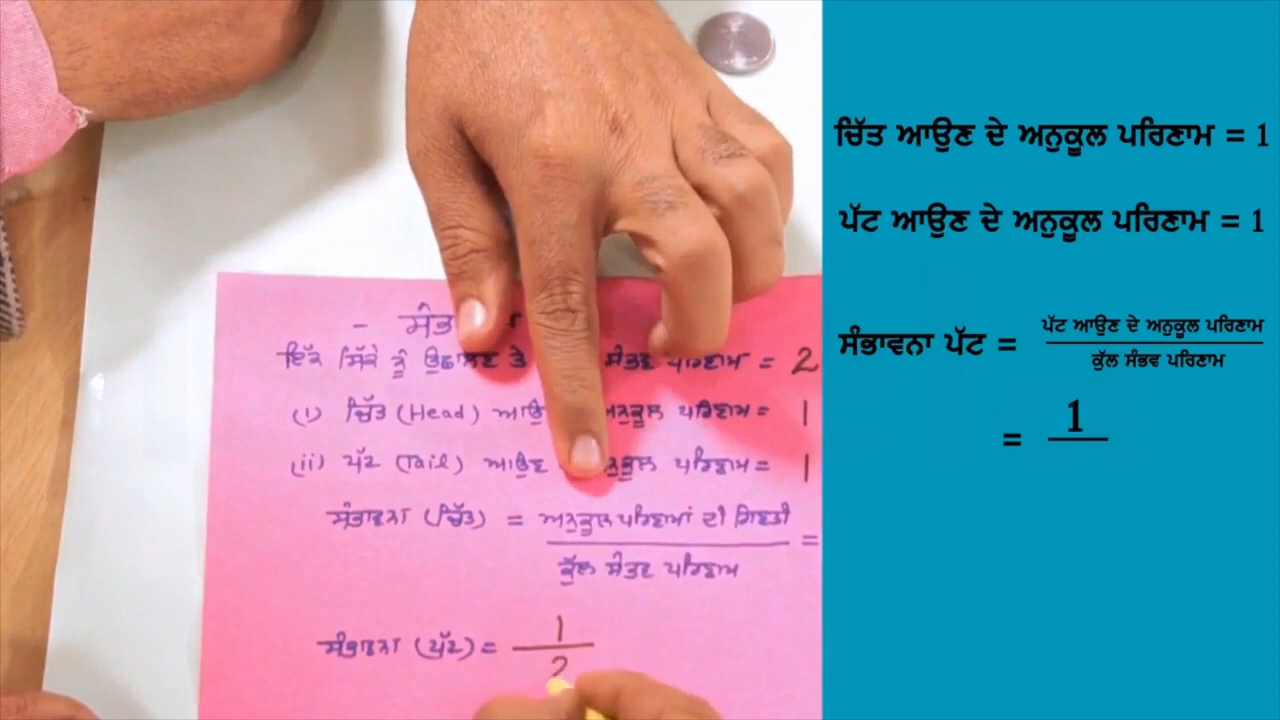 - ਸੰਭ
ਇੱਕ ਸਿੱਕੇ ਨੂੰ ਉਛਾਲਣ ਤੇ ਸੰਭਵ ਪਰਿਣਾਮ = 2
(i) ਚਿੱਤ (Head) ਆਉ ਅਨੁਕੂਲ ਪਰਿਣਾਮ = 1
(ii) ਪੱਟ (Tail) ਆਉਣ ਨੁਕੂਲ ਪਰਿਣਾਮ = 1
ਸੰਭਾਵਨਾ (ਚਿੱਤ) = ਅਨੁਕੂਲ ਪਰਿਣਾਮਾਂ ਦੀ ਗਿਣਤੀ =
ਕੁੱਲ ਸੰਭਵ ਪਰਿਣਾਮ
ਸੰਭਾਵਨਾ (ਪੱਟ) = 1
2
ਚਿੱਤ ਆਉਣ ਦੇ ਅਨੁਕੂਲ ਪਰਿਣਾਮ = 1
ਪੱਟ ਆਉਣ ਦੇ ਅਨੁਕੂਲ ਪਰਿਣਾਮ = 1
ਸੰਭਾਵਨਾ ਪੱਟ = ਪੱਟ ਆਉਣ ਦੇ ਅਨੁਕੂਲ ਪਰਿਣਾਮ
ਕੁੱਲ ਸੰਭਵ ਪਰਿਣਾਮ
= 1